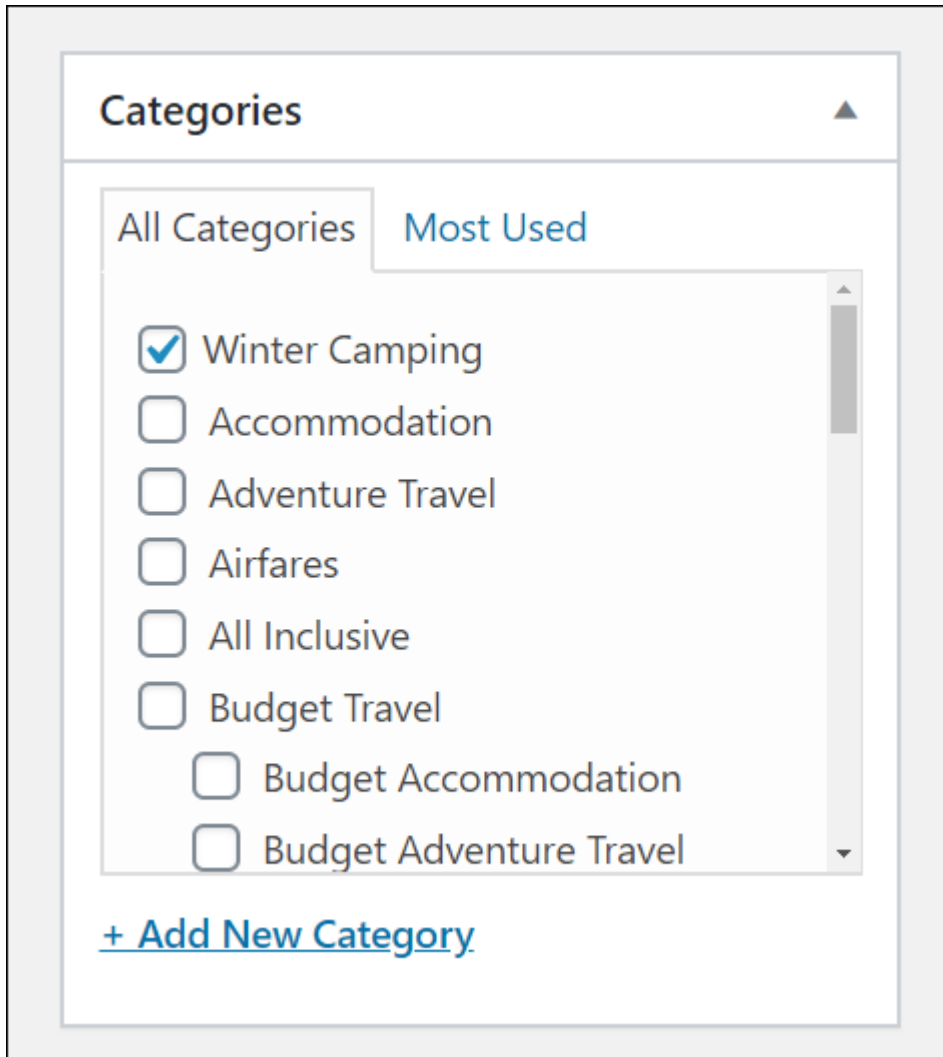 Categories
All Categories Most Used
Winter Camping
Accommodation
Adventure Travel
Airfares
All Inclusive
Budget Travel
Budget Accommodation
Budget Adventure Travel
+ Add New Category